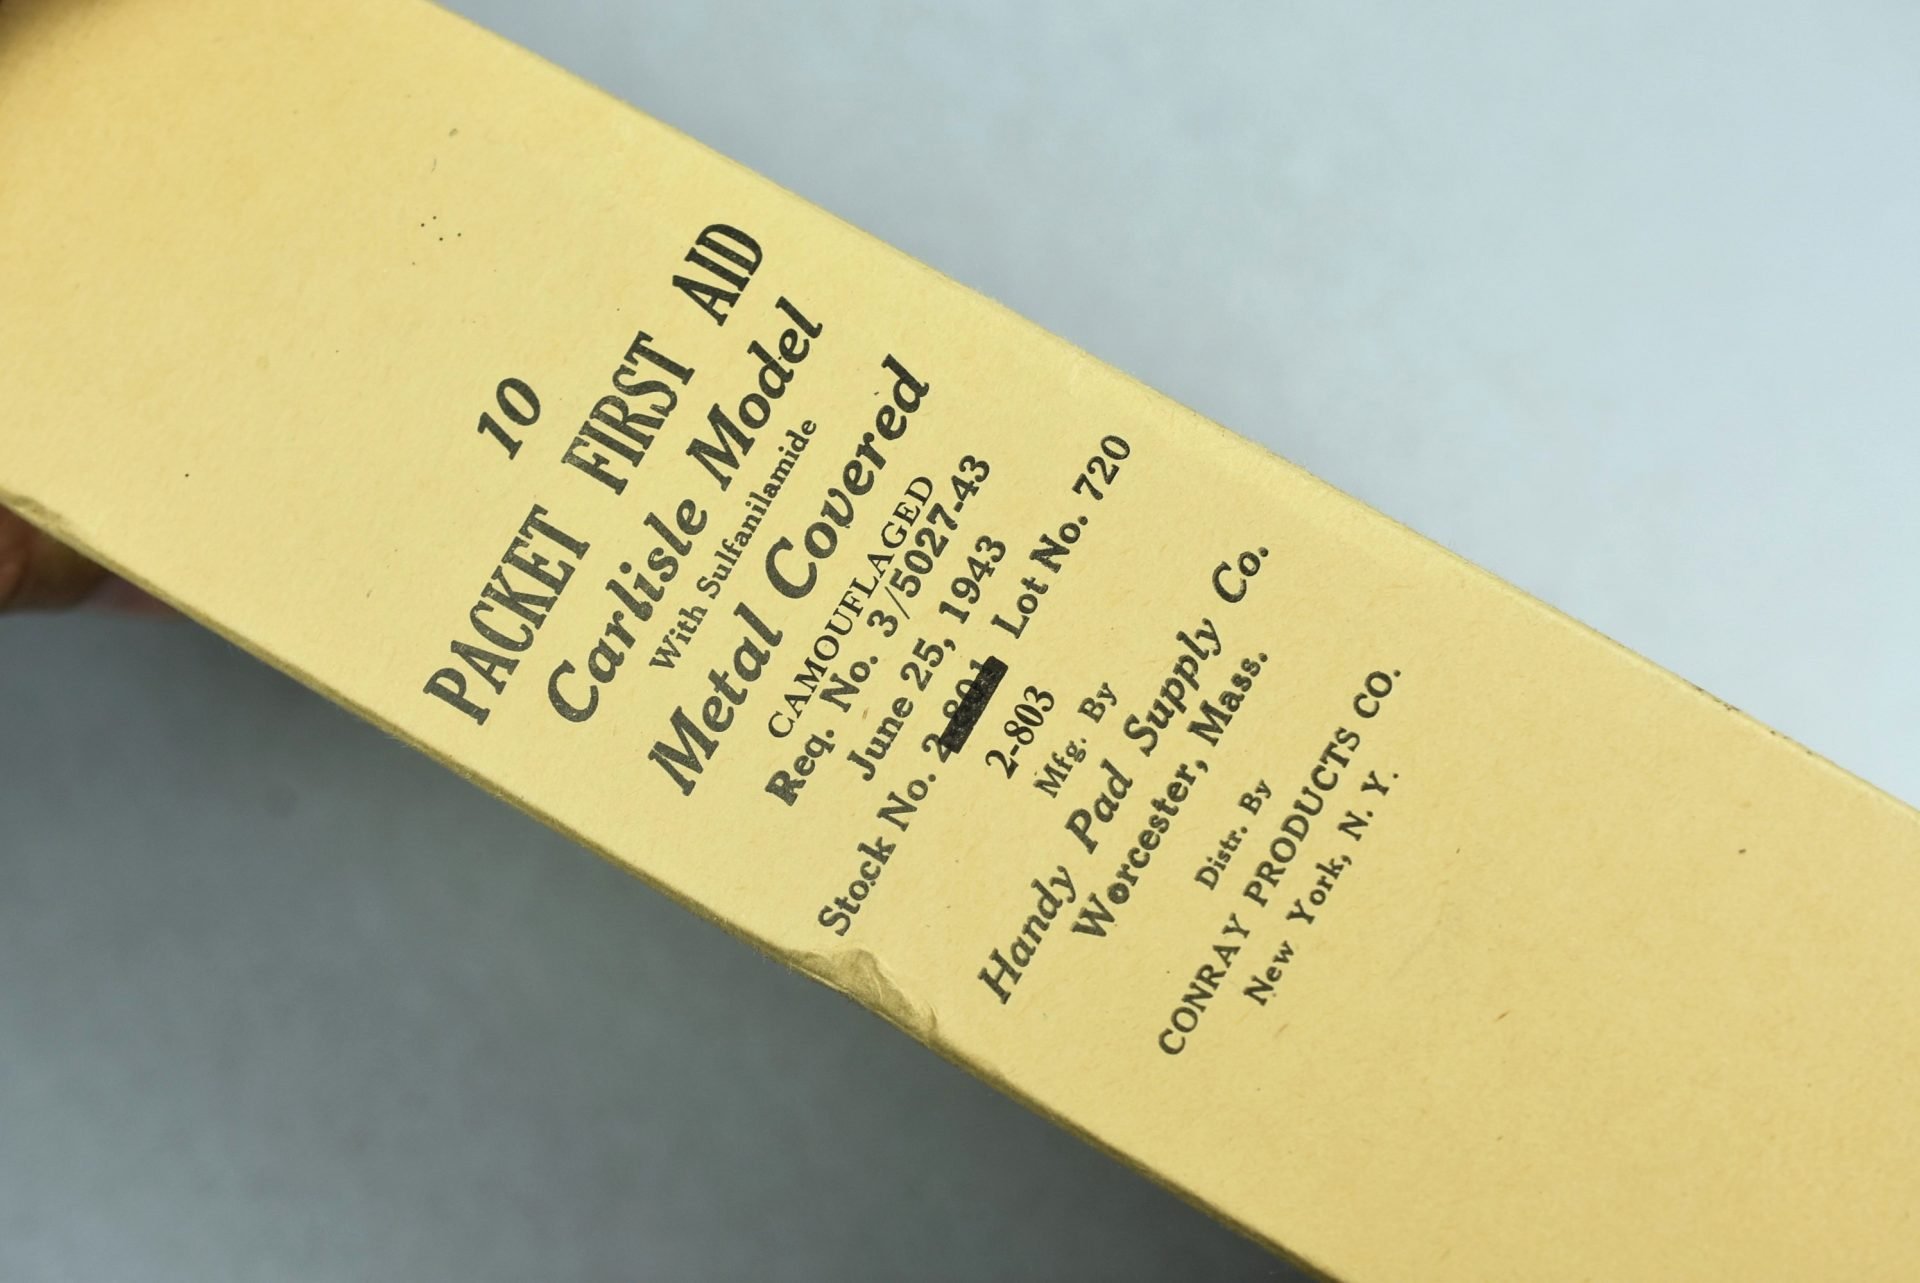 10
PACKET FIRST AID
Carlisle Model
With Sulfanilamide
Metal Covered
CAMOUFLAGED
Req. No. 3/5027-43
June 25, 1943
Stock No. 2-801 Lot No. 720
2-803
Mfg. By
Handy Pad Supply Co.
Worcester, Mass.
Distr. By
CONRAY PRODUCTS CO.
New York, N. Y.